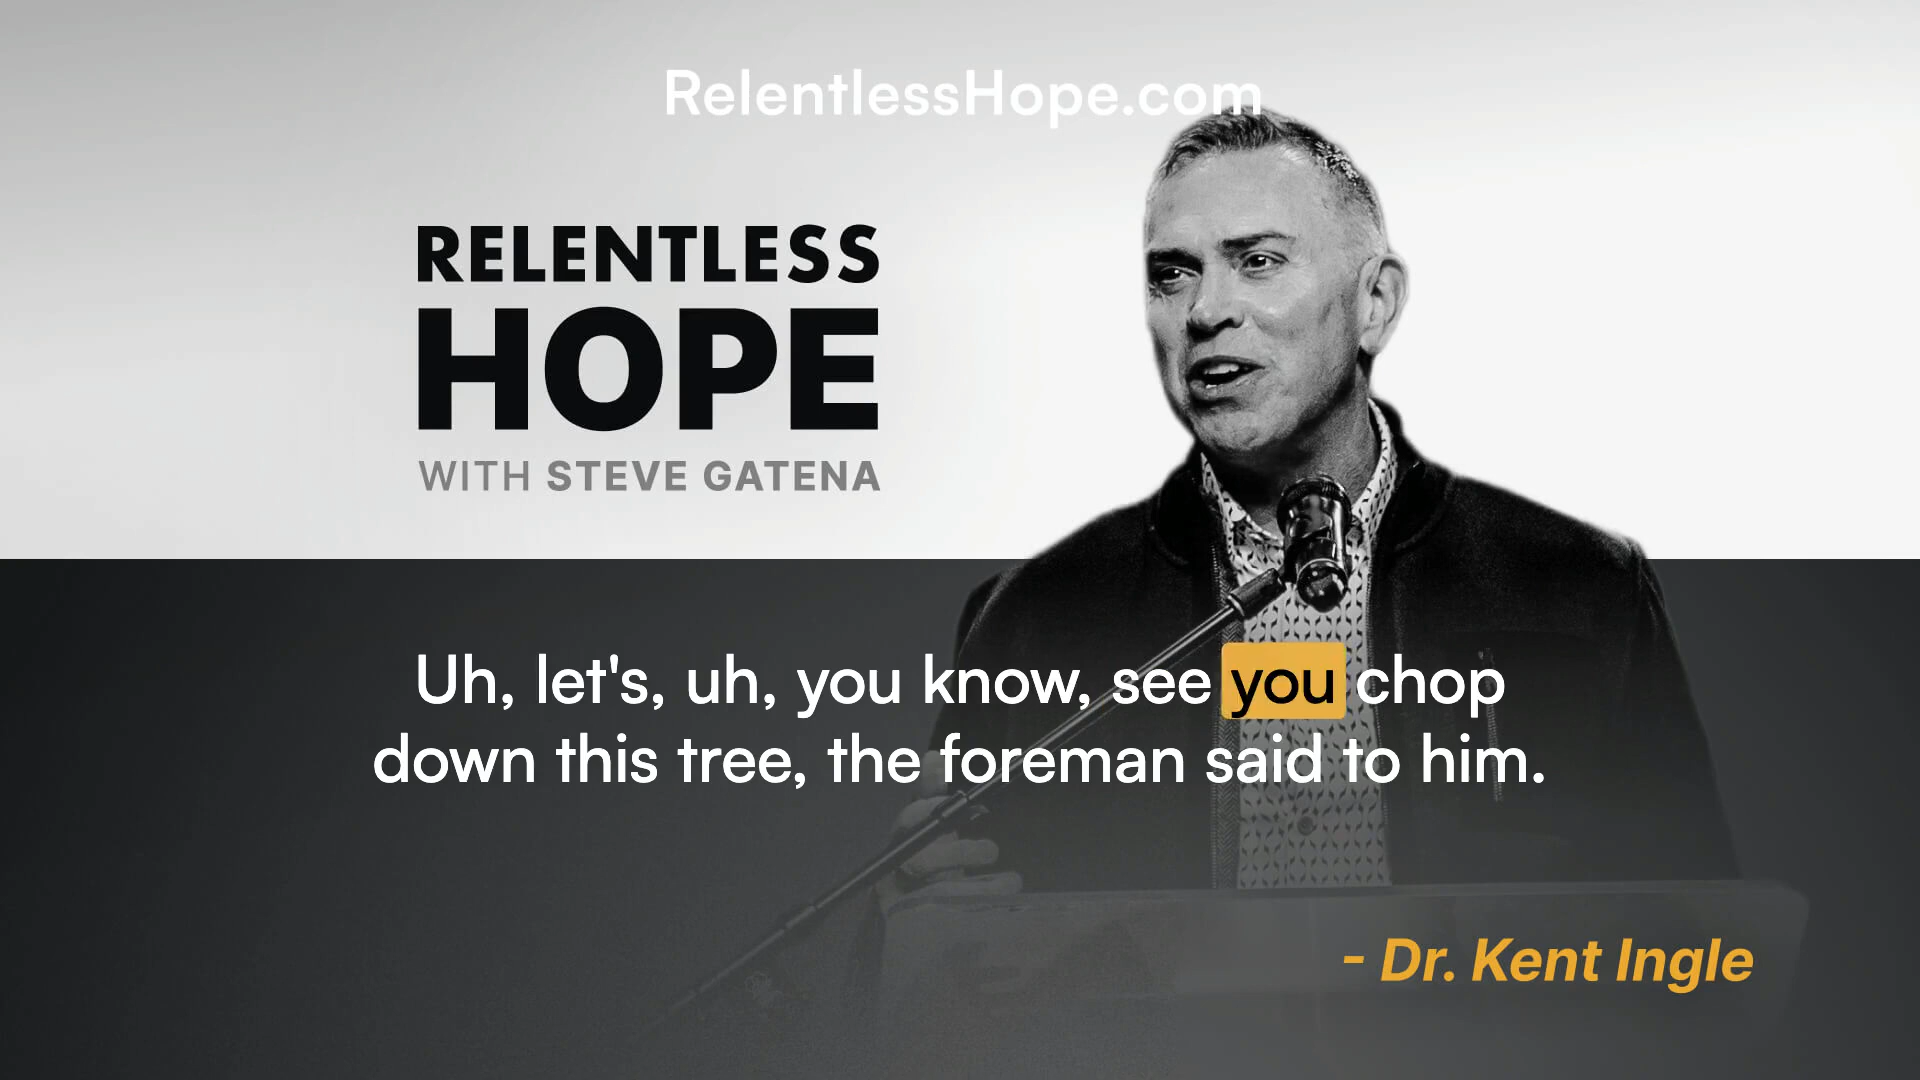 RelentlessHope.com
RELENTLESS
HOPE
WITH STEVE GATENA
Uh, let's, uh, you know, see you chop
down this tree, the foreman said to him.
- Dr. Kent Ingle